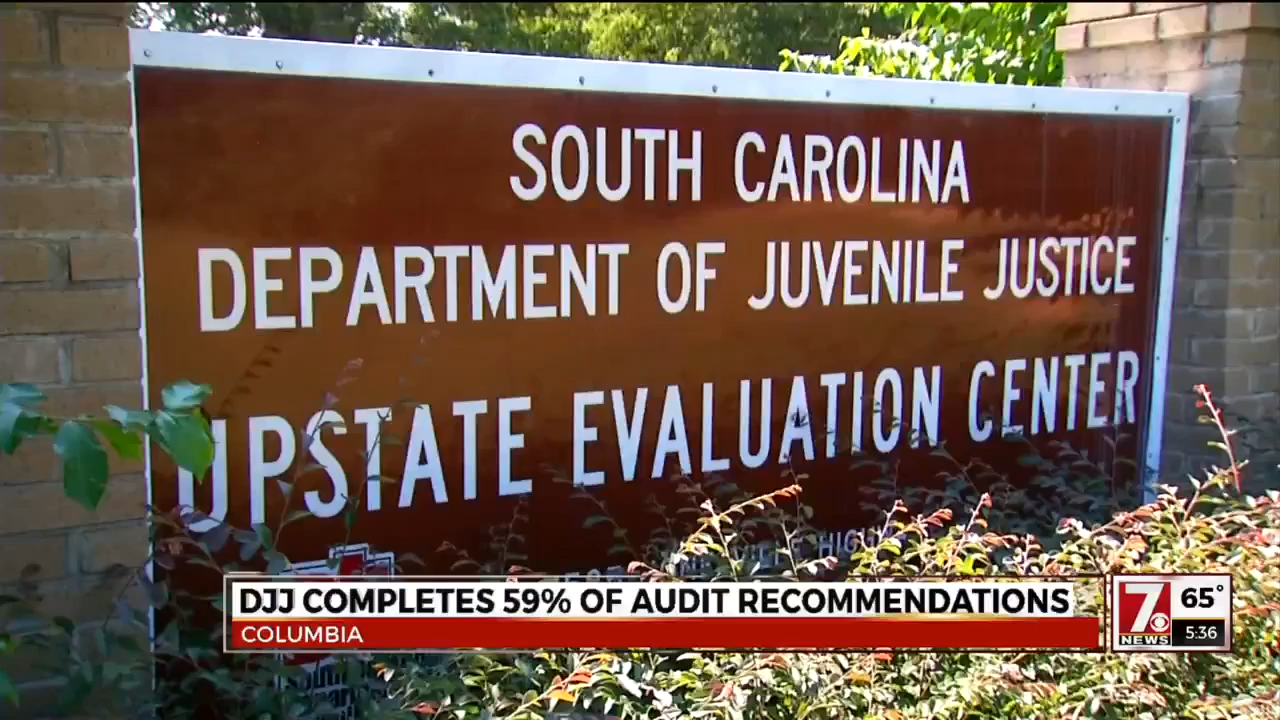 SOUTH CAROLINA
DEPARTMENT OF JUVENILE JUSTICE
UPSTATE EVALUATION CENTER
DJJ COMPLETES 59% OF AUDIT RECOMMENDATIONS
COLUMBIA
7
NEWS
65°
5:36